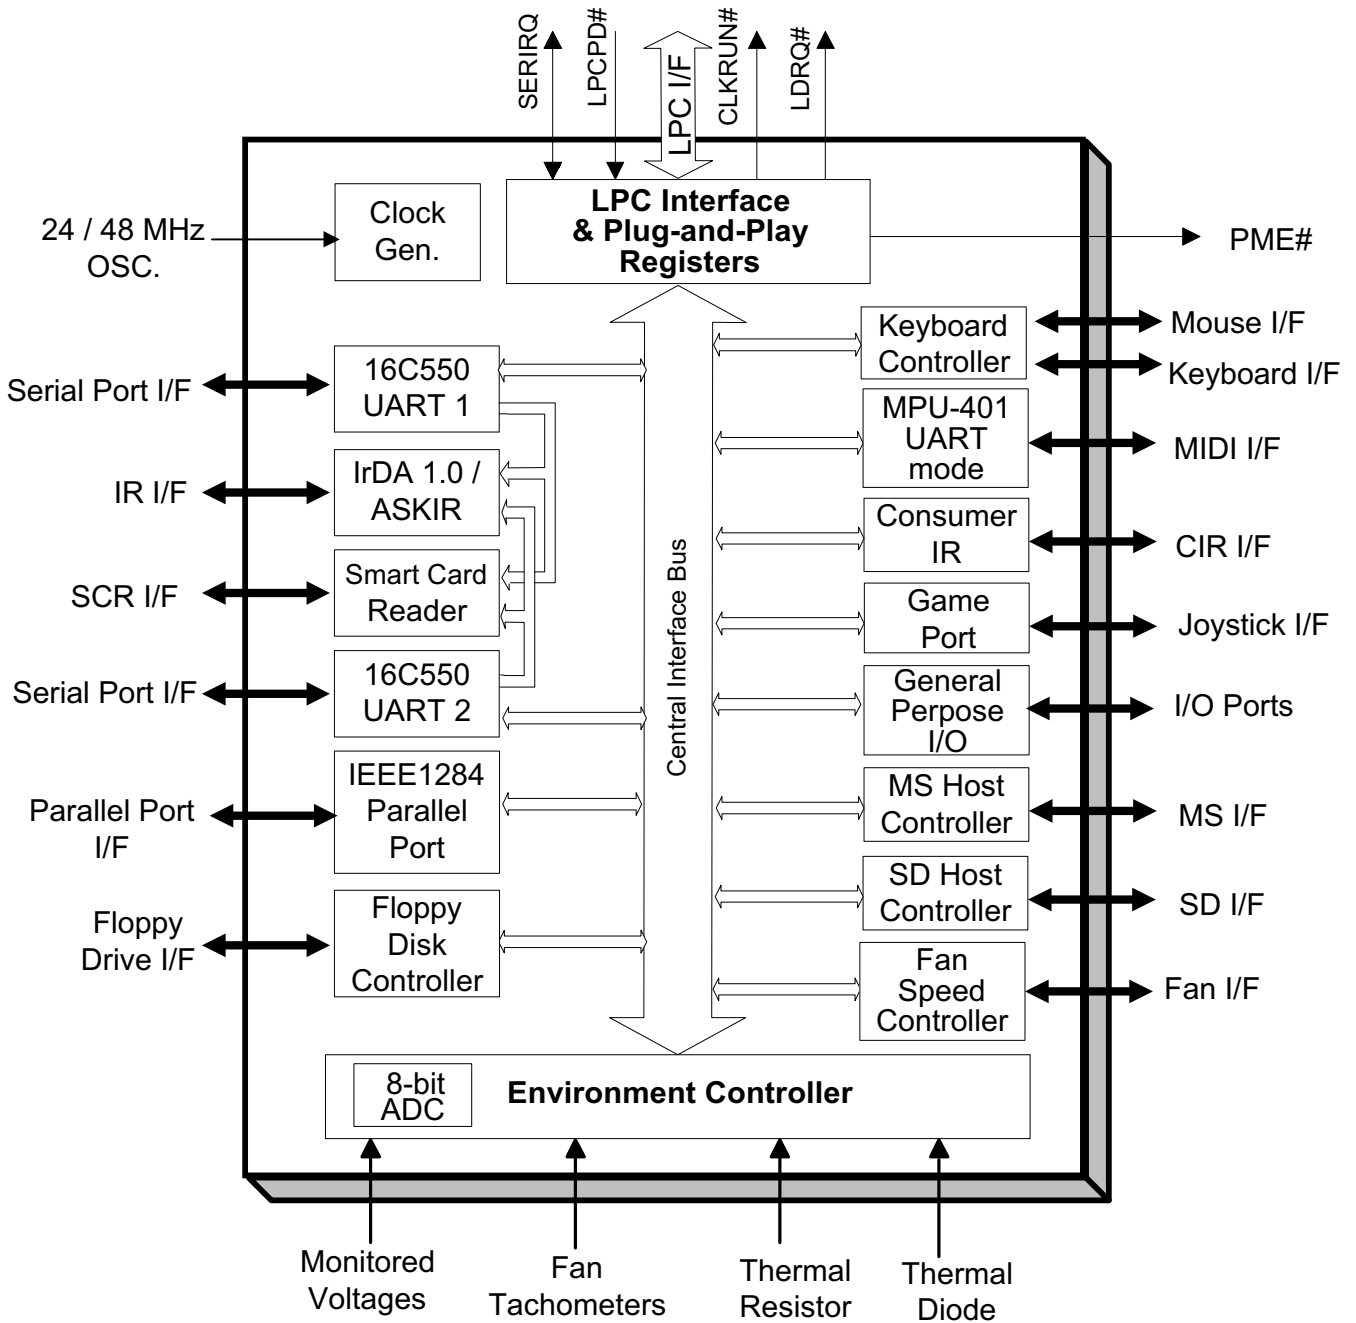 SERIRQ
LPCPD#
LPC I/F
CLKRUN#
LDRQ#
24 / 48 MHz
OSC.
Clock
Gen.
LPC Interface
& Plug-and-Play
Registers
PME#
Serial Port I/F
16C550
UART 1
IR I/F
IrDA 1.0 /
ASKIR
SCR I/F
Smart Card
Reader
Serial Port I/F
16C550
UART 2
Parallel Port
I/F
IEEE1284
Parallel
Port
Floppy
Drive I/F
Floppy
Disk
Controller
Central Interface Bus
Keyboard
Controller
Mouse I/F
Keyboard I/F
MPU-401
UART
mode
MIDI I/F
Consumer
IR
CIR I/F
Game
Port
Joystick I/F
General
Perpose
I/O
I/O Ports
MS Host
Controller
MS I/F
SD Host
Controller
SD I/F
Fan
Speed
Controller
Fan I/F
8-bit
ADC
Environment Controller
Monitored
Voltages
Fan
Tachometers
Thermal
Resistor
Thermal
Diode